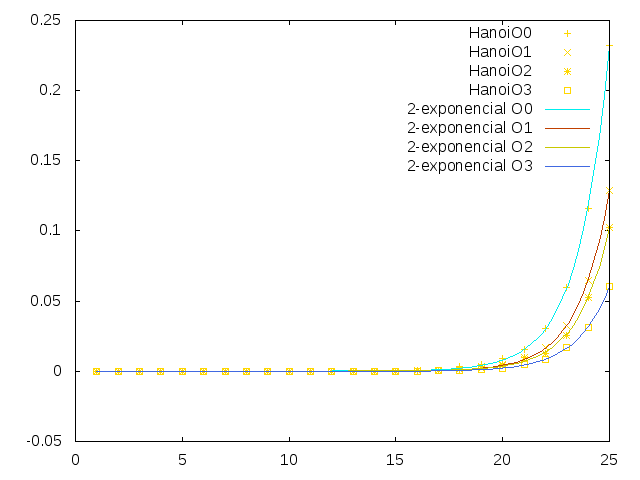 0.25
0.2
0.15
0.1
0.05
0
-0.05
0 5 10 15 20 25
HanoiO0
HanoiO1
HanoiO2
HanoiO3
2-exponencial O0
2-exponencial O1
2-exponencial O2
2-exponencial O3